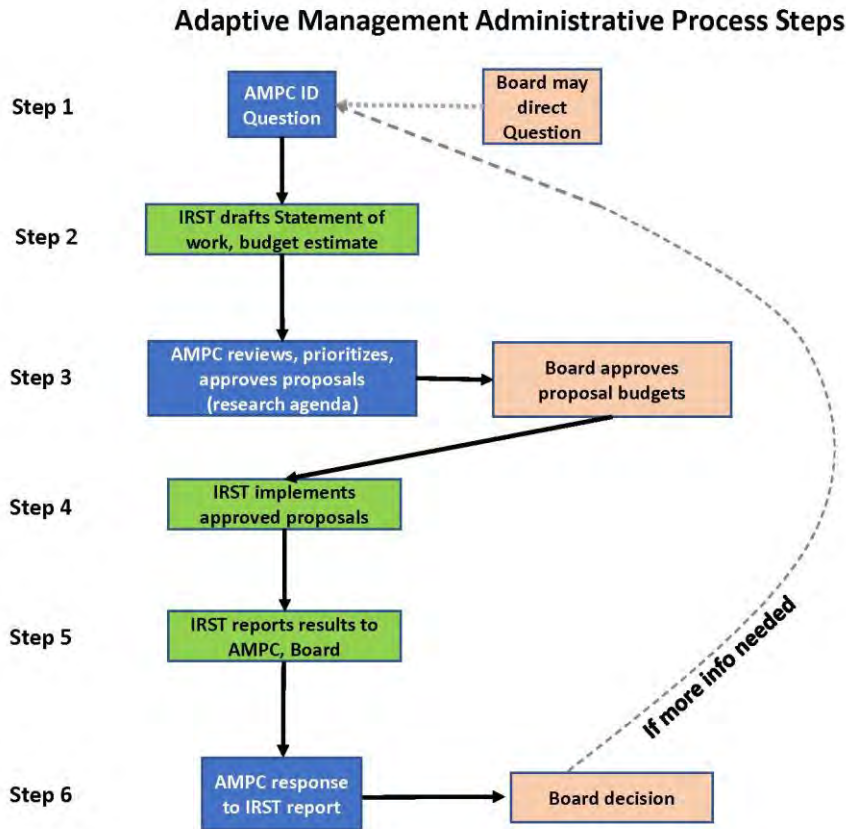 Adaptive Management Administrative Process Steps
Step 1
AMPC ID
Question
Board may
direct
Question
Step 2
IRST drafts Statement of
work, budget estimate
Step 3
AMPC reviews, prioritizes,
approves proposals
(research agenda)
Board approves
proposal budgets
Step 4
IRST implements
approved proposals
Step 5
IRST reports results to
AMPC, Board
If more info needed
Step 6
AMPC response
to IRST report
Board decision